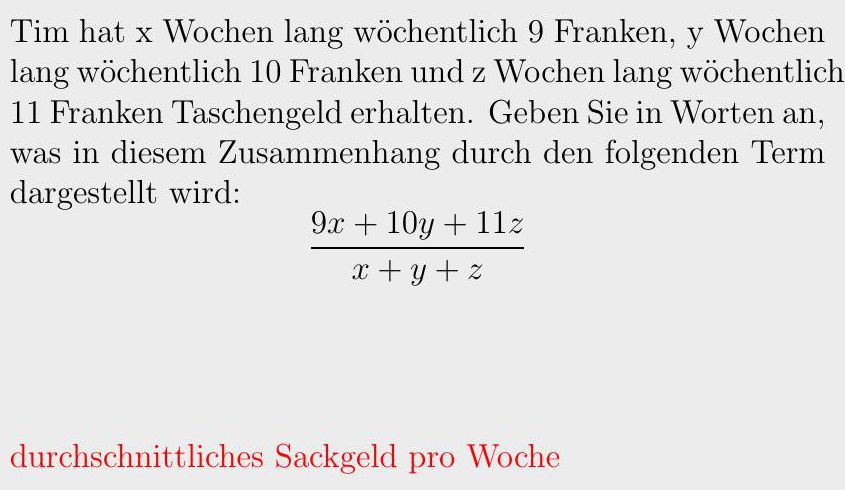 Tim hat x Wochen lang wöchentlich 9 Franken, y Wochen
lang wöchentlich 10 Franken und z Wochen lang wöchentlich
11 Franken Taschengeld erhalten. Geben Sie in Worten an,
was in diesem Zusammenhang durch den folgenden Term
dargestellt wird:
9x + 10y + 11z
x + y + z
durchschnittliches Sackgeld pro Woche